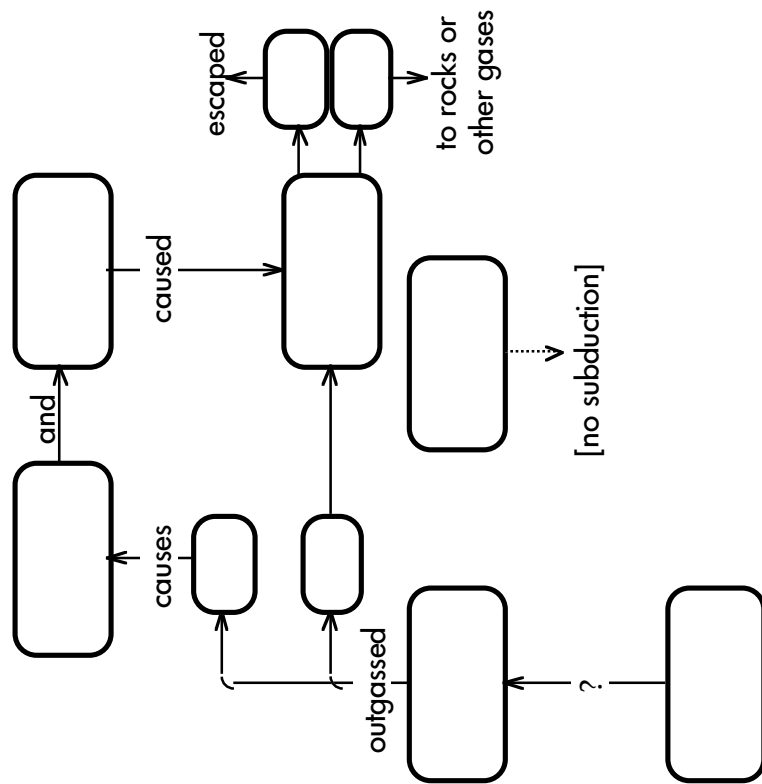 and
causes
caused
escaped
outgassed
to rocks or
other gases
?
[no subduction]